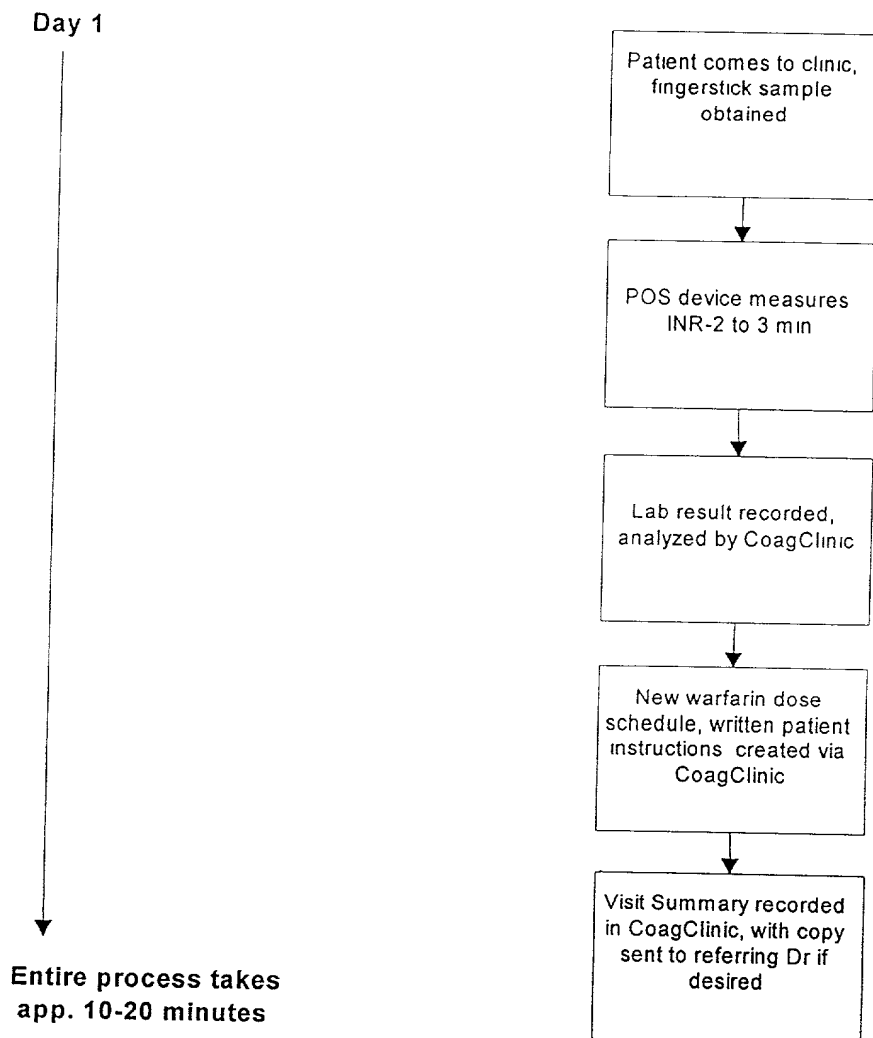 Day 1
Patient comes to clinic,
fingerstick sample
obtained
POS device measures
INR-2 to 3 min
Lab result recorded,
analyzed by CoagClinic
New warfarin dose
schedule, written patient
instructions created via
CoagClinic
Visit Summary recorded
in CoagClinic, with copy
sent to referring Dr if
desired
Entire process takes
app. 10-20 minutes